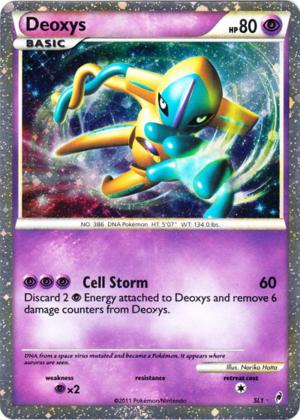 Deoxys
HP 80
BASIC
NO. 386 DNA Pokémon HT: 5'07" WT: 134.0 lbs.
Cell Storm 60
Discard 2 Energy attached to Deoxys and remove 6
damage counters from Deoxys.
Illus. Noriko Hotta
DNA from a space virus mutated and became a Pokémon. It appears where
auroras are seen.
weakness resistance retreat cost
×2
©2011 Pokémon/Nintendo SL1